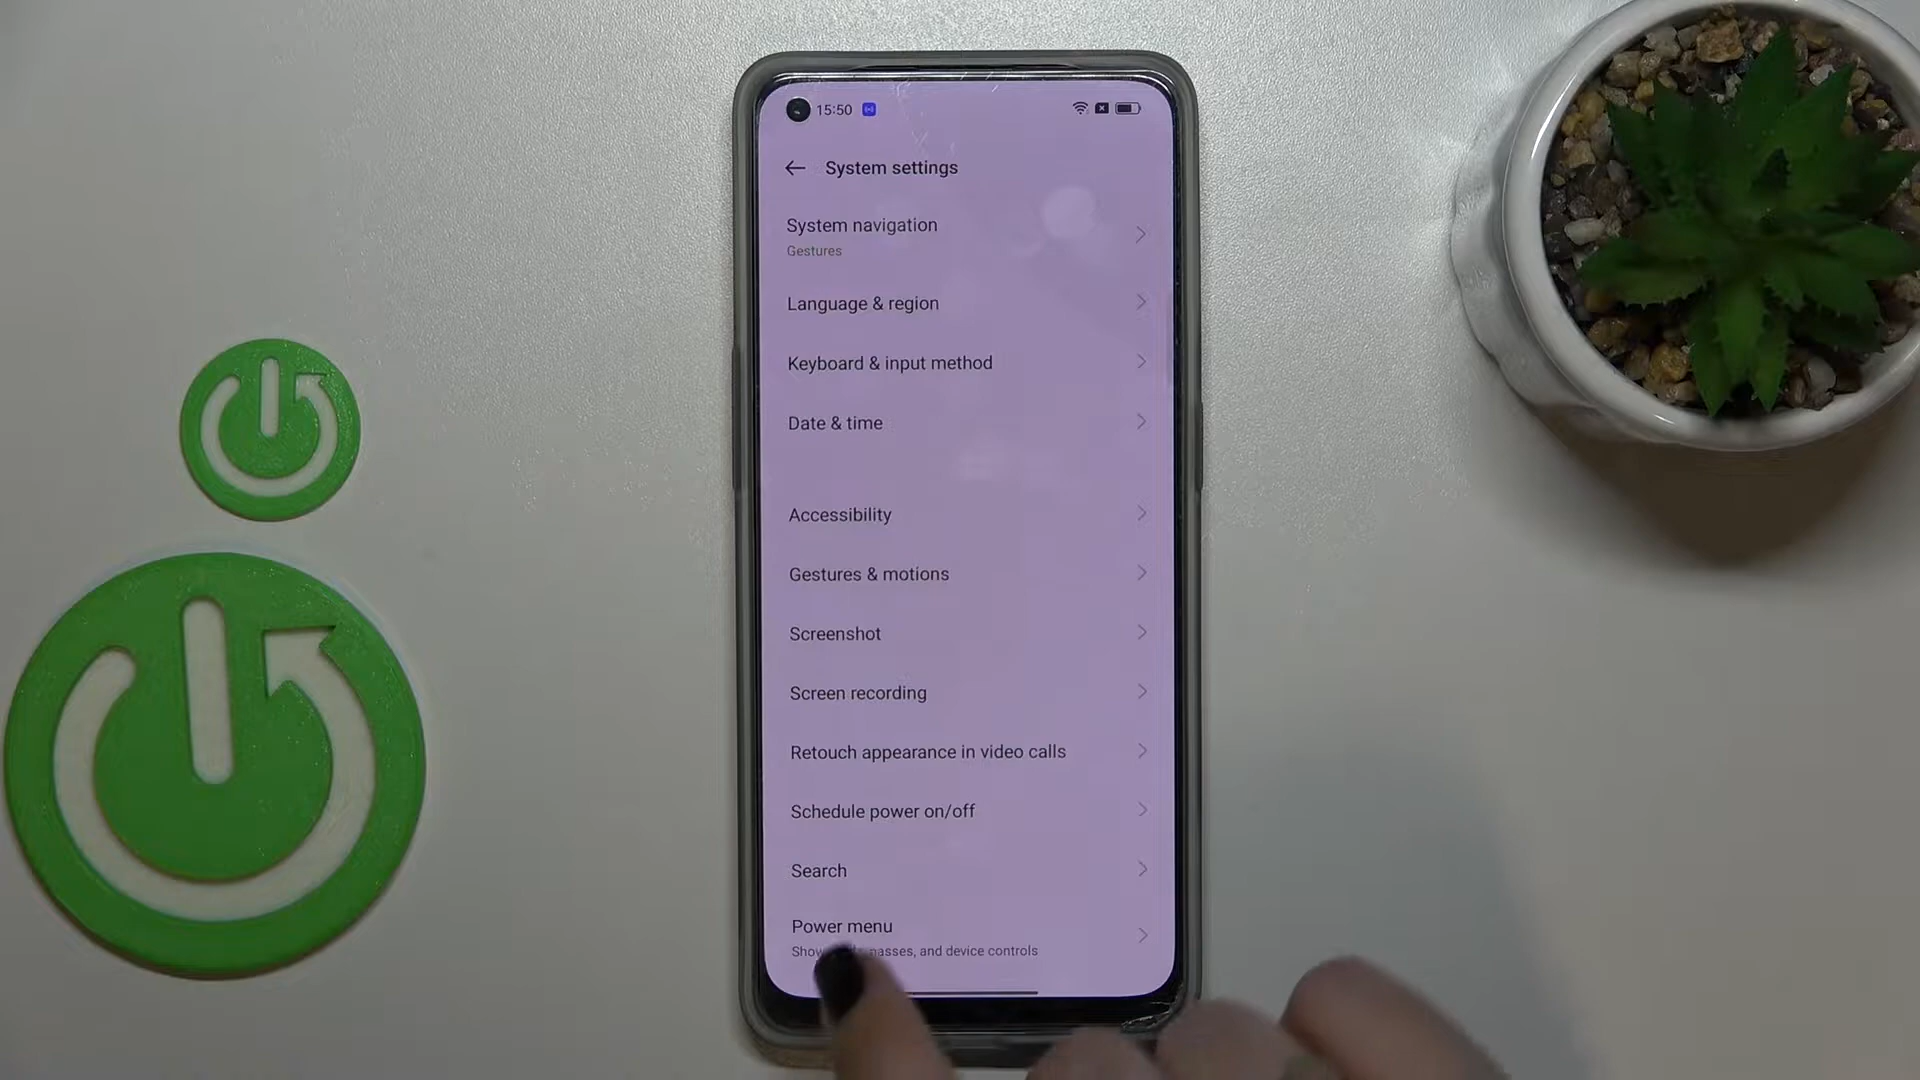 15:50
System settings
System navigation
Gestures
Language & region
Keyboard & input method
Date & time
Accessibility
Gestures & motions
Screenshot
Screen recording
Retouch appearance in video calls
Schedule power on/off
Search
Power menu
Show passes, and device controls